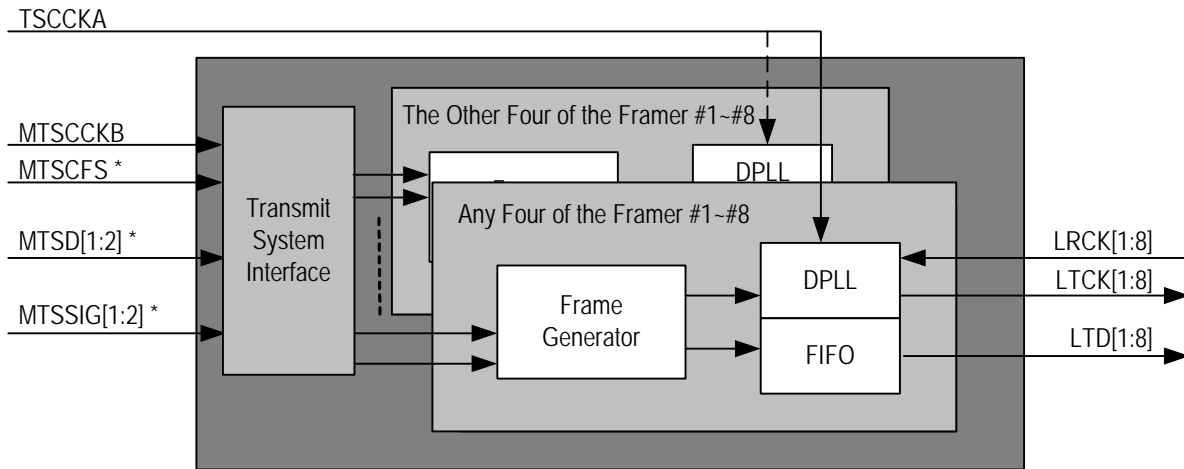 TSCCKA
The Other Four of the Framer #1~#8
MTSCCKB
MTSCFS *
DPLL
Transmit
System
Interface
Any Four of the Framer #1~#8
MTSD[1:2] *
LRCK[1:8]
DPLL
LTCK[1:8]
Frame
Generator
MTSSIG[1:2] *
FIFO
LTD[1:8]